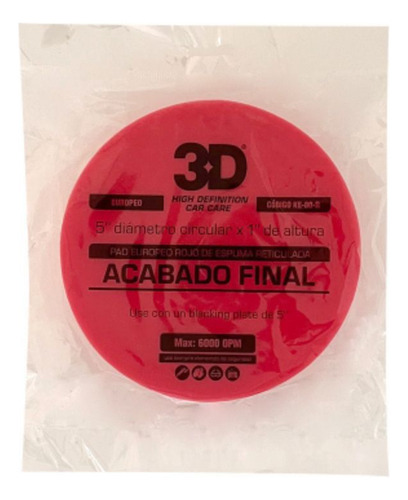 3D
HIGH DEFINITION
CAR CARE
EUROPEO
5" diámetro circular x 1" de altura
PAD EUROPEO ROJO DE ESPUMA RETICULADA
ACABADO FINAL
Use con un blanking plate de 5"
Max: 6000 OPM